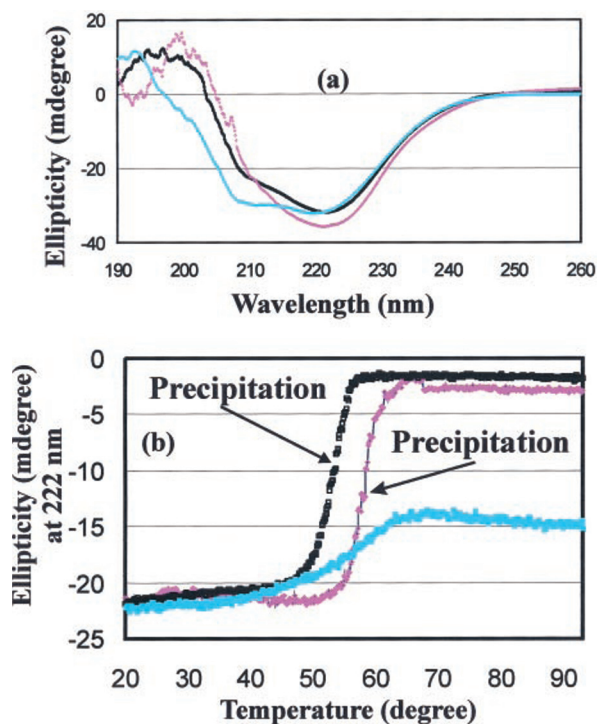 20
0
-20
-40
Ellipticity (mdegree)
(a)
190 200 210 220 230 240 250 260
Wavelength (nm)
0
-5
-10
-15
-20
-25
Ellipticity (mdegree)
at 222 nm
Precipitation
Precipitation
(b)
20 30 40 50 60 70 80 90
Temperature (degree)